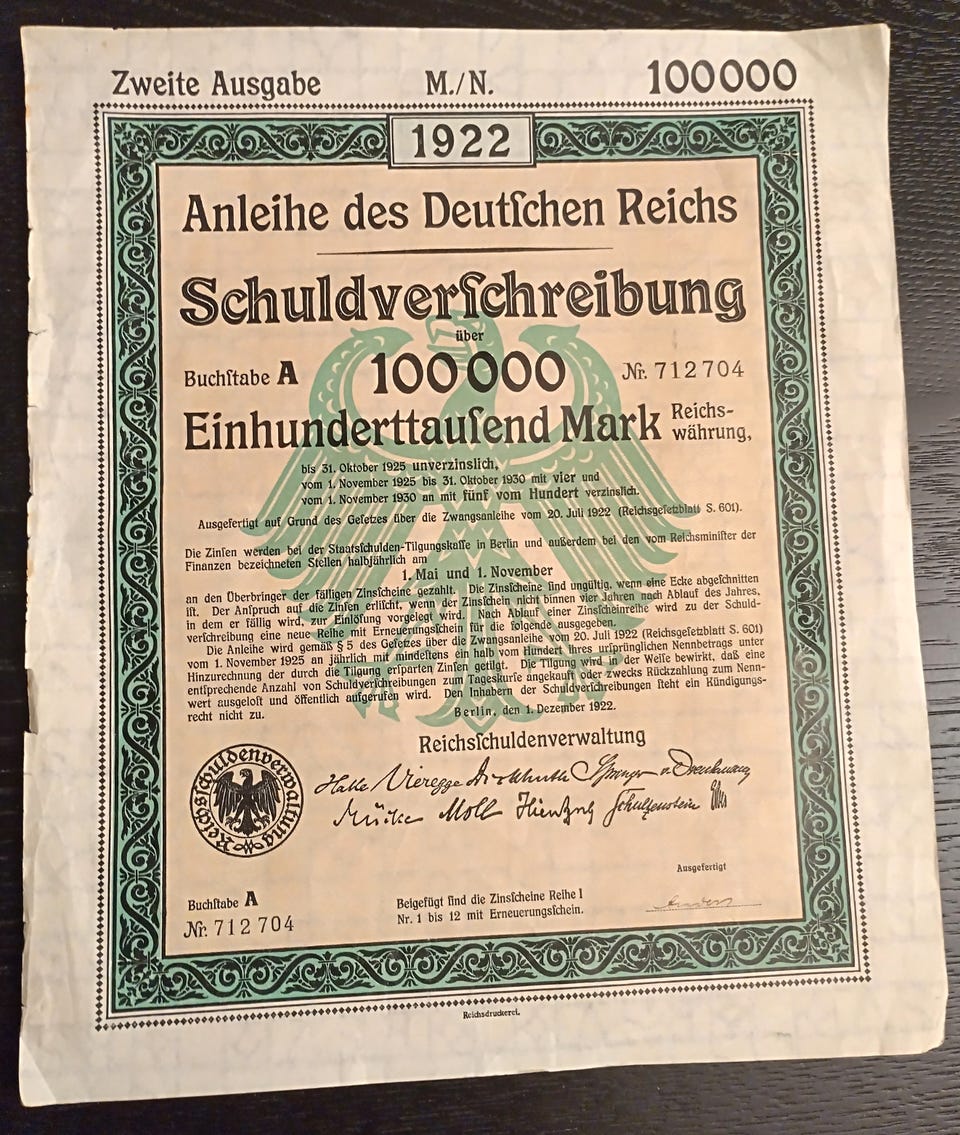 Zweite Ausgabe M./N. 100000
1922
Anleihe des Deutſchen Reichs
Schuldverſchreibung
über
Buchſtabe A 100000 Nr. 712704
Einhunderttauſend Mark Reichs-
währung,
bis 31. Oktober 1925 unverzinslich,
vom 1. November 1925 bis 31. Oktober 1930 mit vier und
vom 1. November 1930 an mit fünf vom Hundert verzinslich.
Ausgefertigt auf Grund des Geſetzes über die Zwangsanleihe vom 20. Juli 1922 (Reichsgeſetzblatt S. 601).
Die Zinſen werden bei der Staatsſchulden-Tilgungskaſſe in Berlin und außerdem bei den vom Reichsminiſter der
Finanzen bezeichneten Stellen halbjährlich am
1. Mai und 1. November
an den Überbringer der fälligen Zinsſcheine gezahlt. Die Zinsſcheine ſind ungültig, wenn eine Ecke abgeſchnitten
iſt. Der Anſpruch auf die Zinſen erliſcht, wenn der Zinsſchein nicht binnen vier Jahren nach Ablauf des Jahres,
in dem er fällig wird, zur Einlöſung vorgelegt wird. Nach Ablauf einer Zinsſcheinreihe wird zu der Schuld-
verſchreibung eine neue Reihe mit Erneuerungsſchein für die folgende ausgegeben.
Die Anleihe wird gemäß § 5 des Geſetzes über die Zwangsanleihe vom 20. Juli 1922 (Reichsgeſetzblatt S. 601)
vom 1. November 1925 an jährlich mit mindeſtens ein halb vom Hundert ihres urſprünglichen Nennbetrags unter
Hinzurechnung der durch die Tilgung erſparten Zinſen getilgt. Die Tilgung wird in der Weiſe bewirkt, daß eine
entſprechende Anzahl von Schuldverſchreibungen zum Tageskurſe angekauft oder zwecks Rückzahlung zum Nenn-
wert ausgeloſt und öffentlich aufgerufen wird. Den Inhabern der Schuldverſchreibungen ſteht ein Kündigungs-
recht nicht zu.
Berlin, den 1. Dezember 1922.
Reichsſchuldenverwaltung
Reichsſchuldenverwaltung
Halle Vieregge Springer
Mücke Moll Schulzenstein
Ausgefertigt
Buchſtabe A
Nr. 712704
Beigefügt ſind die Zinsſcheine Reihe I
Nr. 1 bis 12 mit Erneuerungsſchein.
Reichsdruckerei.